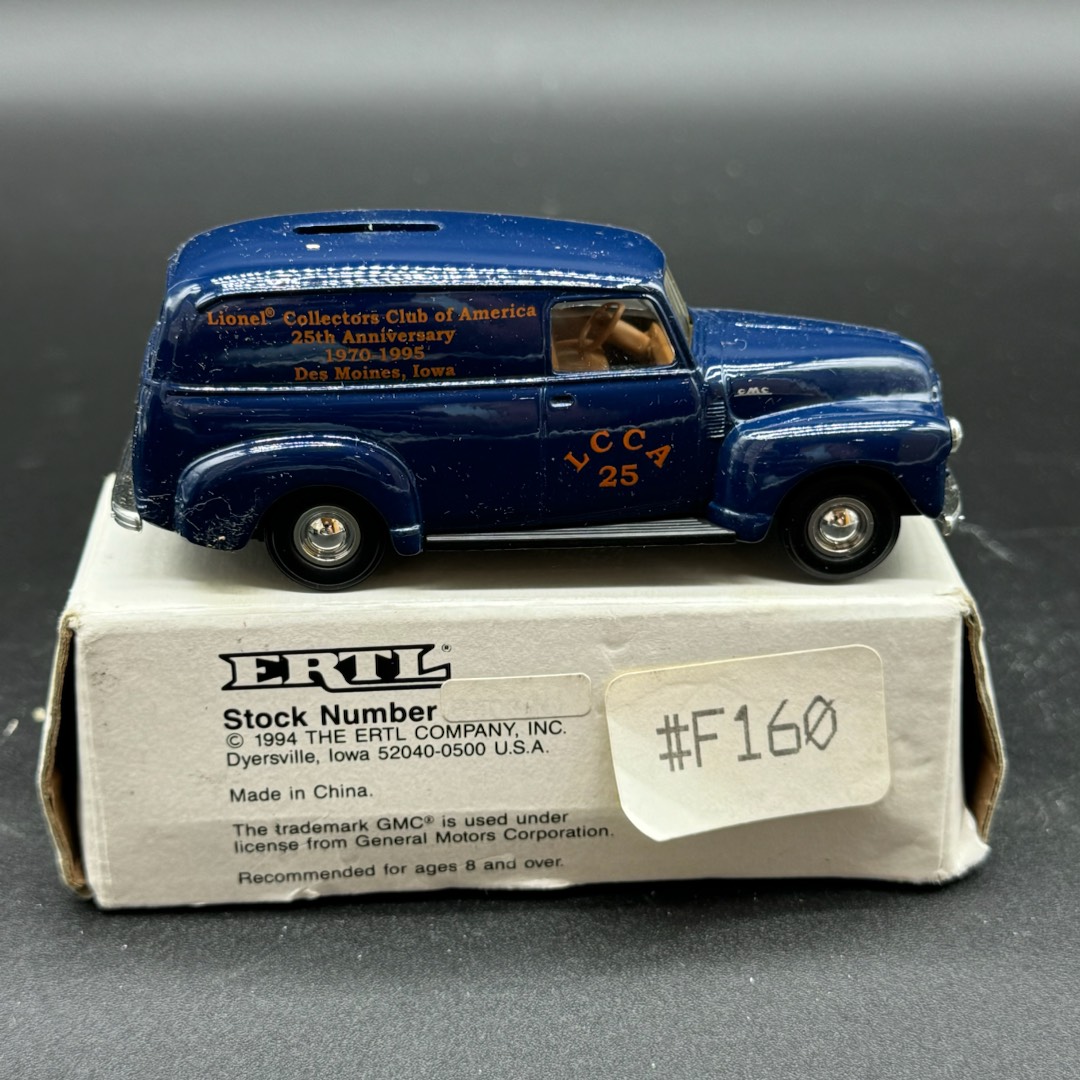 Lionel® Collectors Club of America
25th Anniversary
1970-1995
Des Moines, Iowa
GMC
LCCA
25
ERTL®
Stock Number
© 1994 THE ERTL COMPANY, INC.
Dyersville, Iowa 52040-0500 U.S.A.
Made in China.
The trademark GMC® is used under
license from General Motors Corporation.
Recommended for ages 8 and over.
#F160